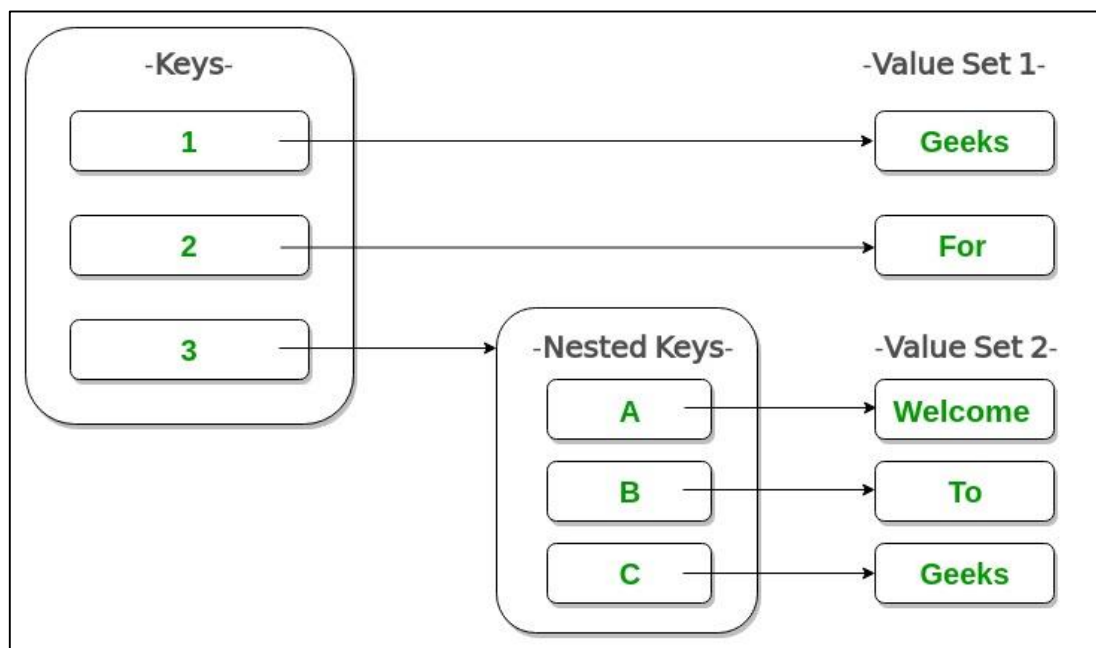 -Keys-
-Value Set 1-
1
Geeks
2
For
3
-Nested Keys-
-Value Set 2-
A
Welcome
B
To
C
Geeks